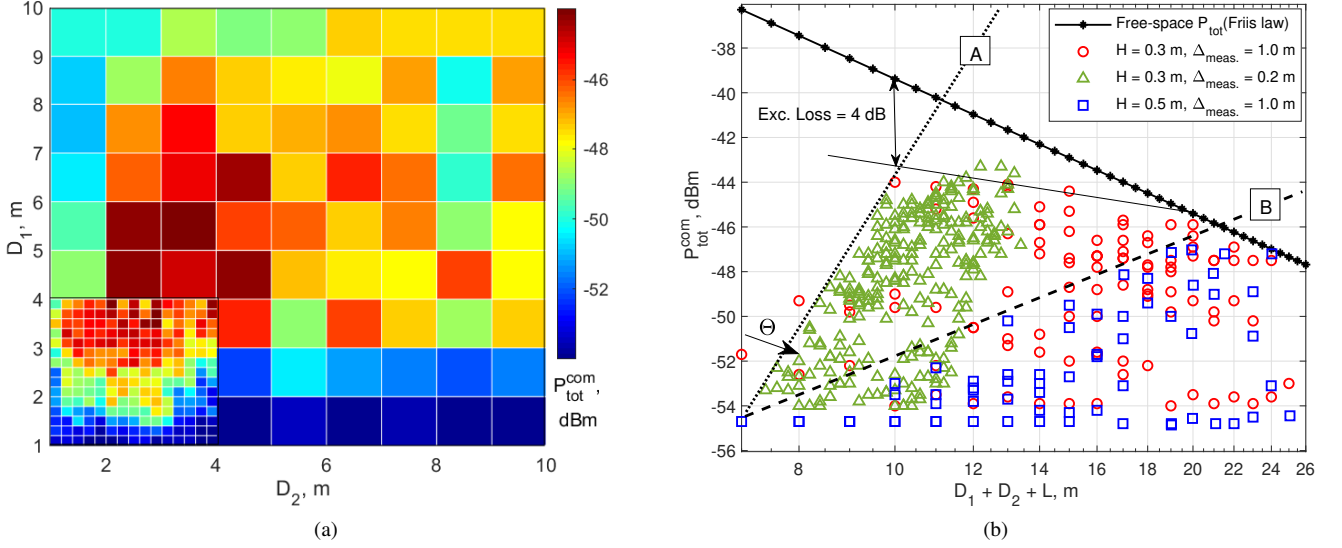 10
9
8
7
6
5
4
3
2
1
D1, m
2
4
6
8
10
D2, m
-46
-48
-50
-52
P^com_tot,
dBm
(a)
-38
-40
-42
-44
-46
-48
-50
-52
-54
-56
P^com_tot, dBm
A
B
Exc. Loss = 4 dB
Θ
Free-space P_tot(Friis law)
H = 0.3 m, Δ_meas. = 1.0 m
H = 0.3 m, Δ_meas. = 0.2 m
H = 0.5 m, Δ_meas. = 1.0 m
8
10
12
14
16
18
20
22
24
26
D1 + D2 + L, m
(b)